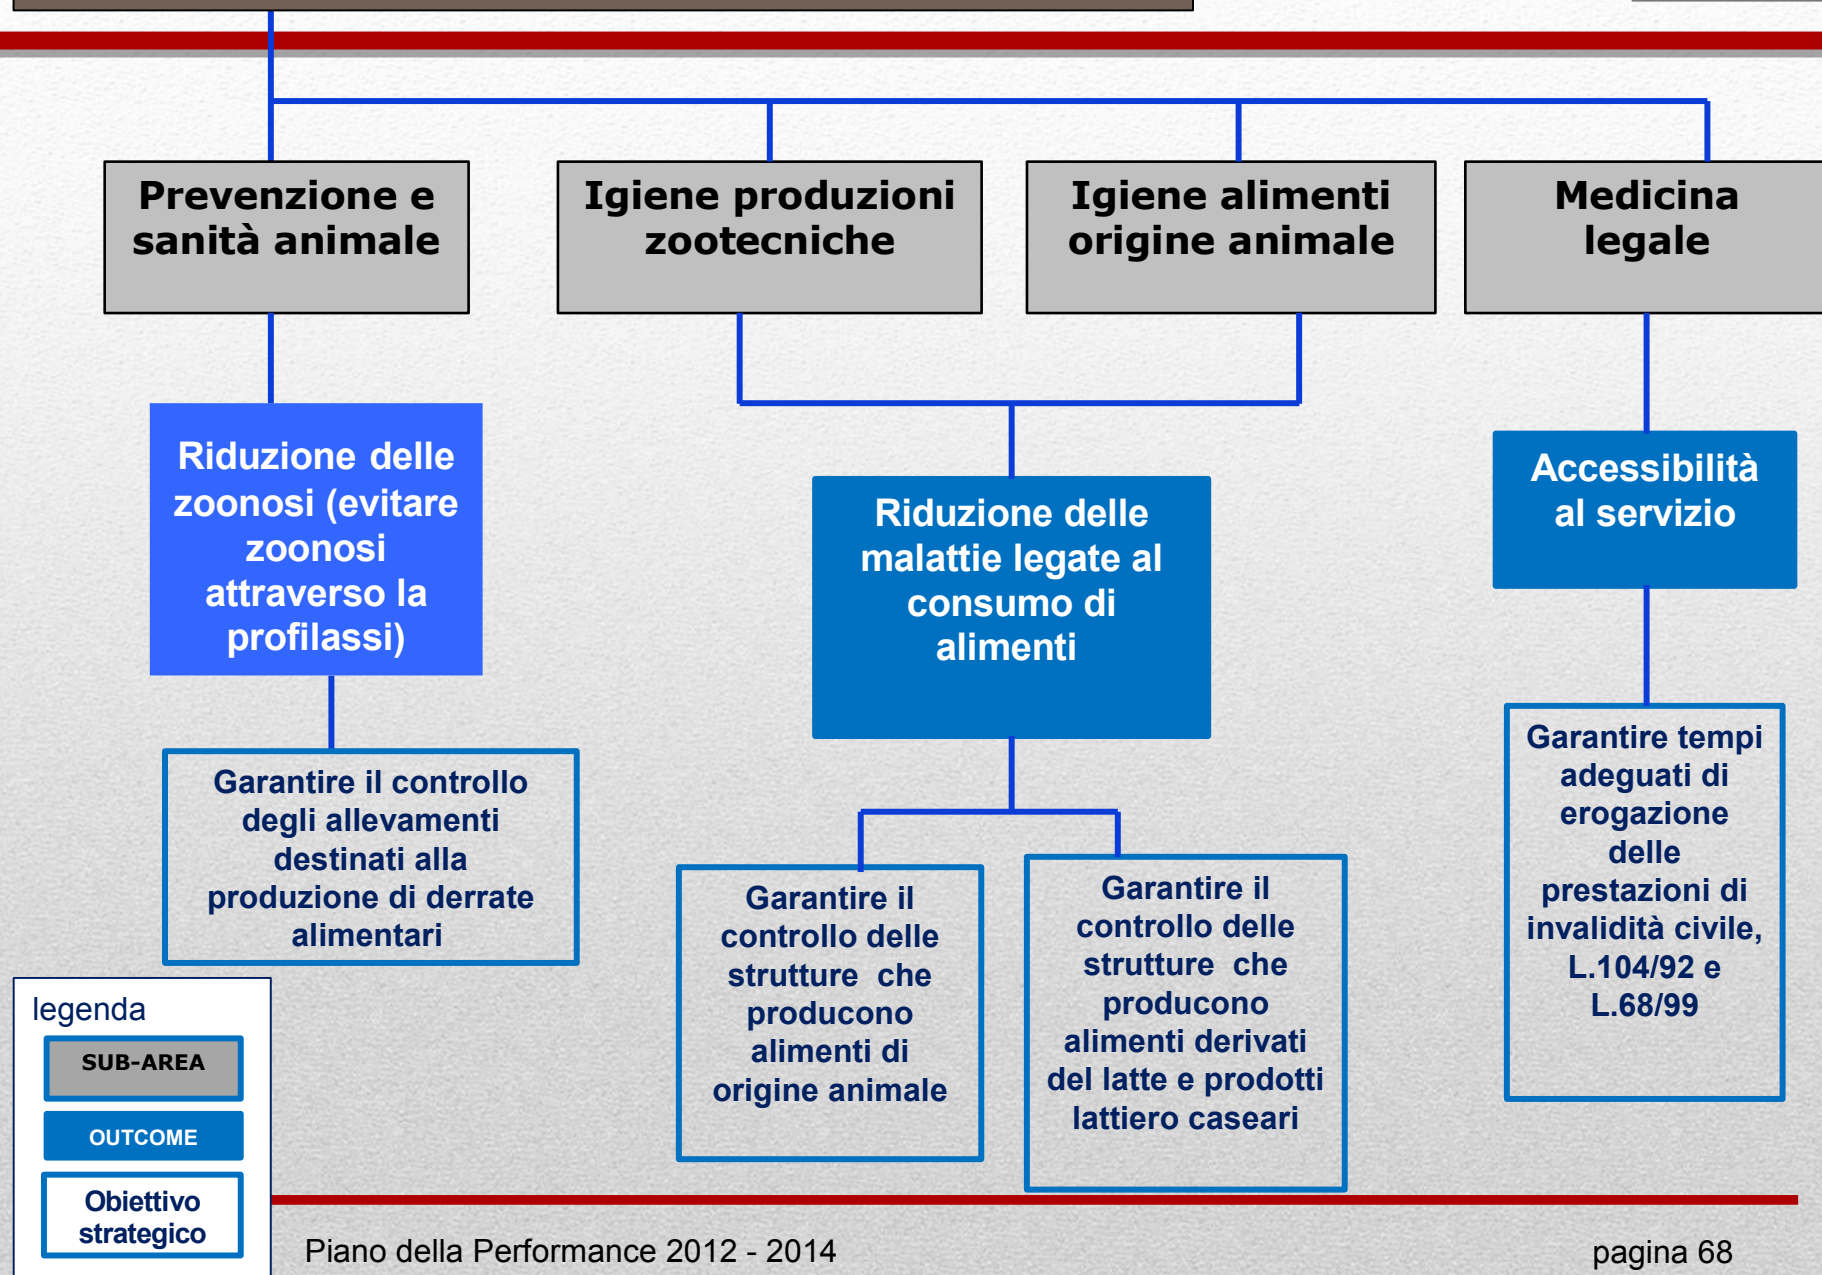 Prevenzione e
sanità animale
Igiene produzioni
zootecniche
Igiene alimenti
origine animale
Medicina
legale
Riduzione delle
zoonosi (evitare
zoonosi
attraverso la
profilassi)
Riduzione delle
malattie legate al
consumo di
alimenti
Accessibilità
al servizio
Garantire il controllo
degli allevamenti
destinati alla
produzione di derrate
alimentari
Garantire il
controllo delle
strutture che
producono
alimenti di
origine animale
Garantire il
controllo delle
strutture che
producono
alimenti derivati
del latte e prodotti
lattiero caseari
Garantire tempi
adeguati di
erogazione
delle
prestazioni di
invalidità civile,
L.104/92 e
L.68/99
legenda
SUB-AREA
OUTCOME
Obiettivo
strategico
Piano della Performance 2012 - 2014
pagina 68